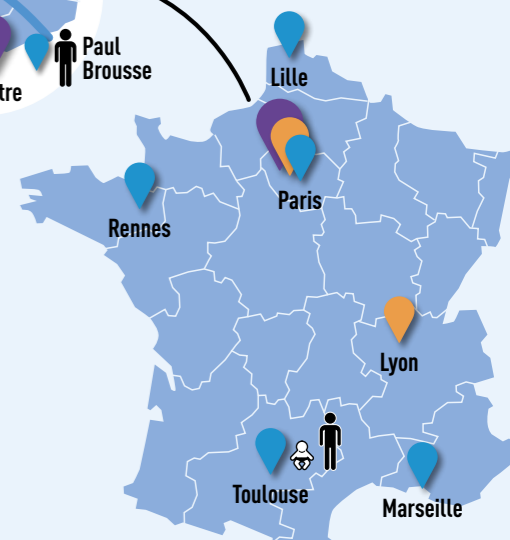 Paul
Brousse
tre
Lille
Paris
Rennes
Lyon
Toulouse
Marseille